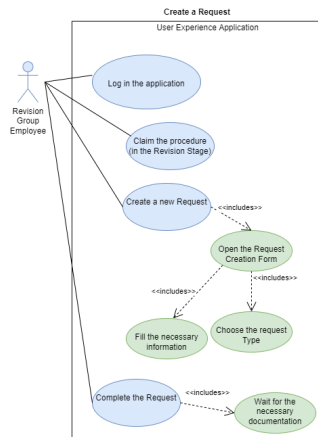 Create a Request
User Experience Application
Log in the application
Revision
Group
Employee
Claim the procedure
(in the Revision Stage)
Create a new Request
<<includes>>
Open the Request
Creation Form
<<includes>>
<<includes>>
Fill the necessary
information
Choose the request
Type
Complete the Request
<<includes>>
Wait for the
necessary
documentation